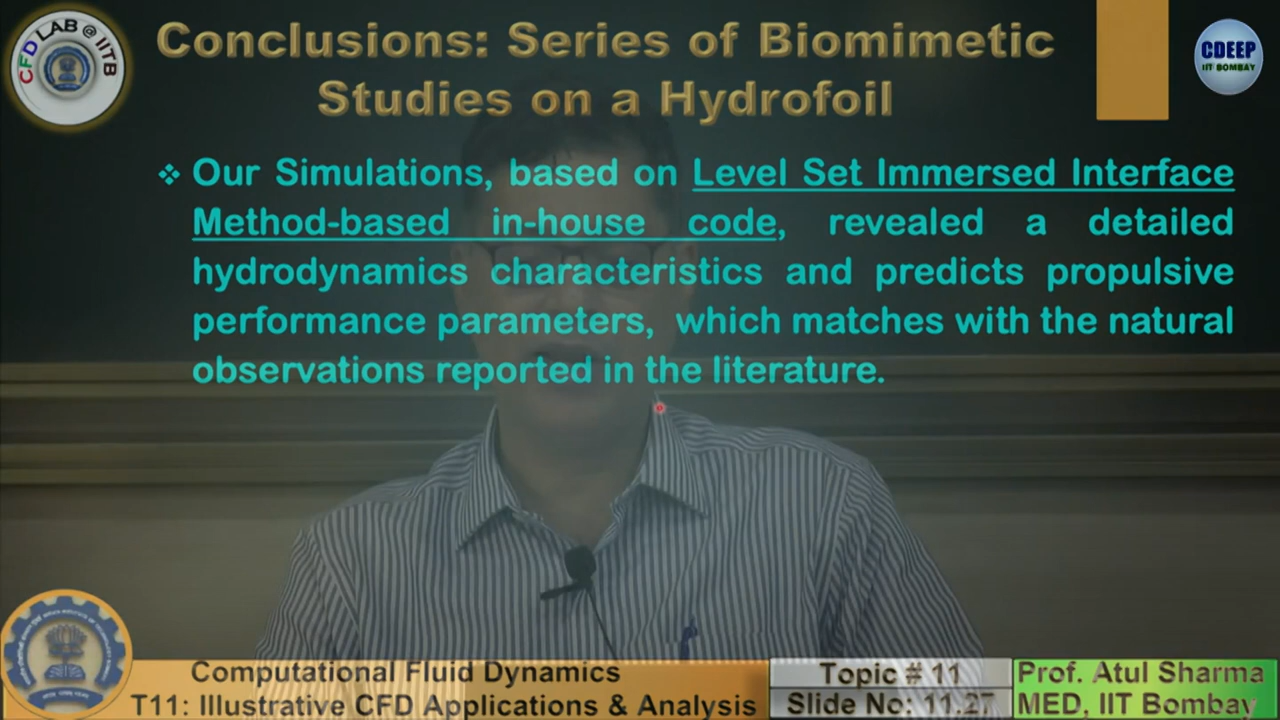 CFD LAB @ IITB
Conclusions: Series of Biomimetic
Studies on a Hydrofoil
CDEEP
IIT BOMBAY
❖ Our Simulations, based on Level Set Immersed Interface
Method-based in-house code, revealed a detailed
hydrodynamics characteristics and predicts propulsive
performance parameters, which matches with the natural
observations reported in the literature.
Computational Fluid Dynamics
T11: Illustrative CFD Applications & Analysis
Topic # 11
Slide No: 11.27
Prof. Atul Sharma
MED, IIT Bombay